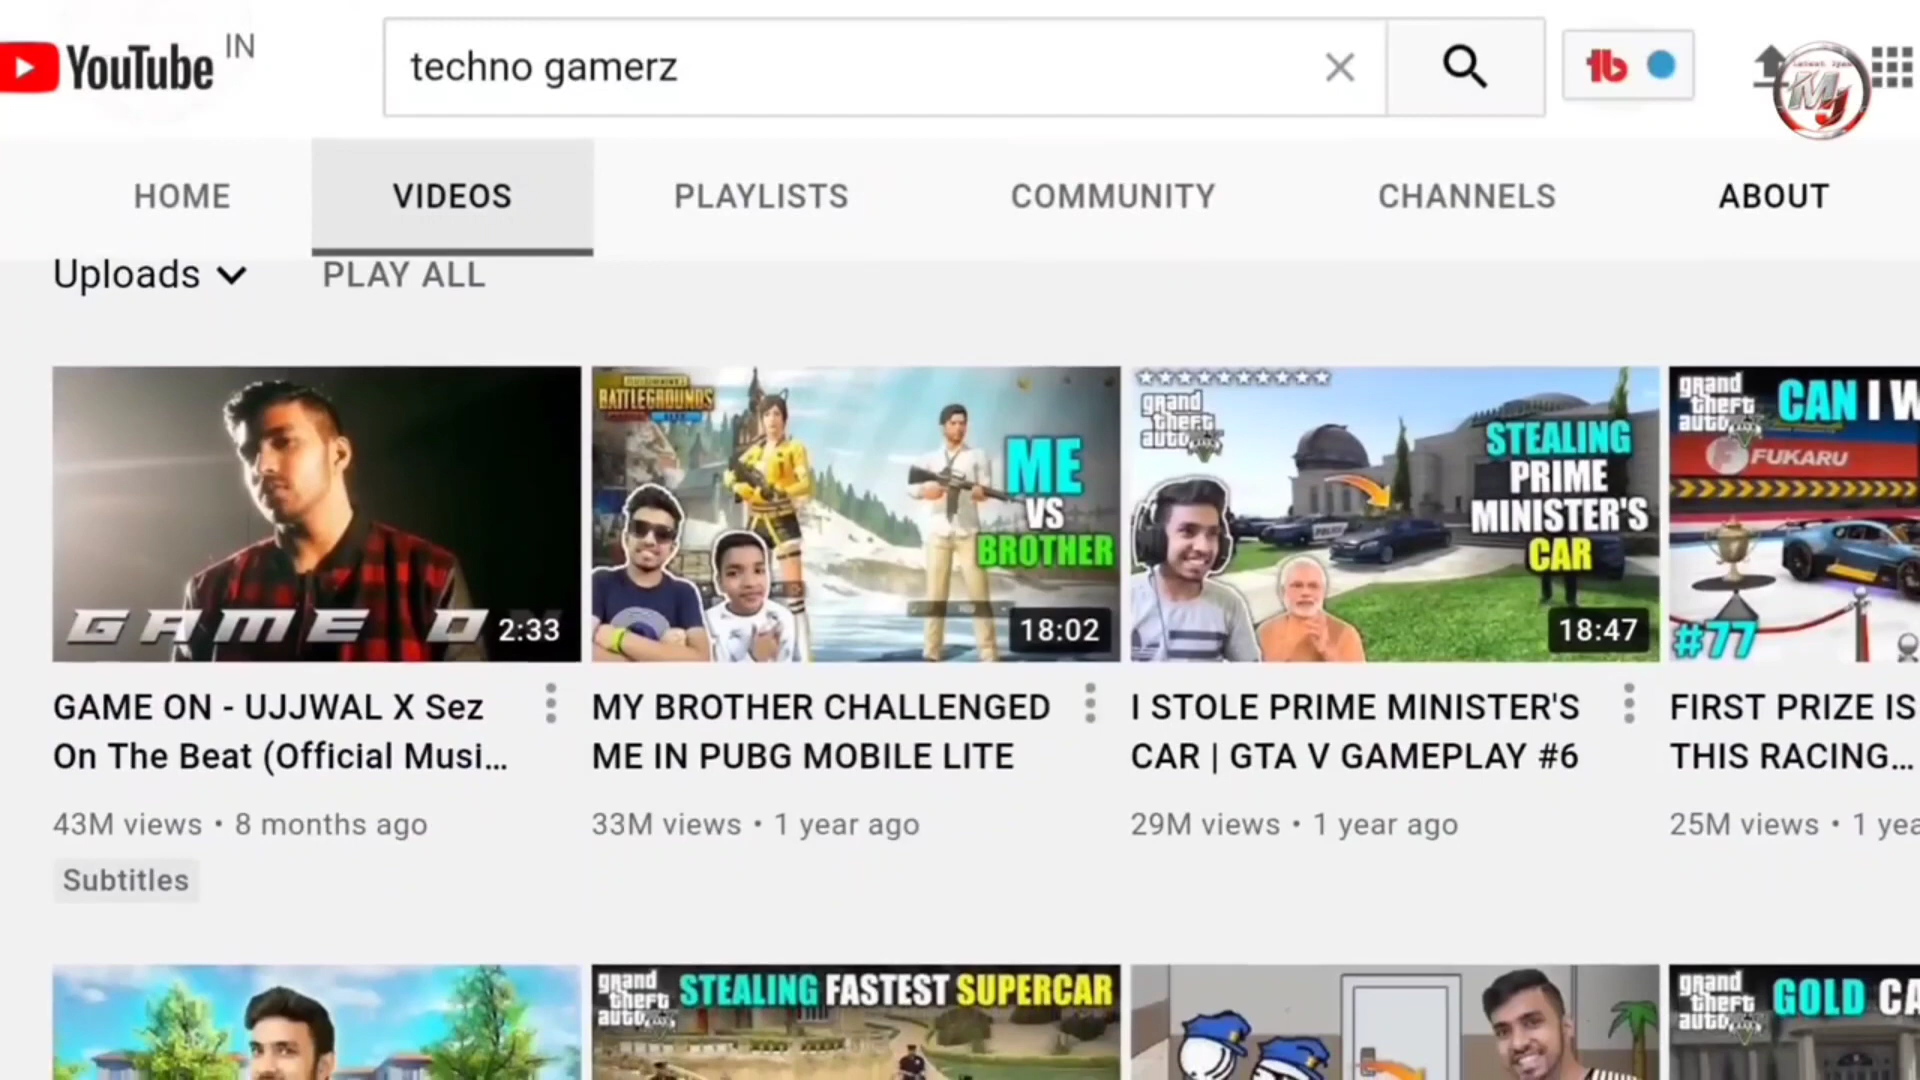 YouTube IN
techno gamerz
HOME
VIDEOS
PLAYLISTS
COMMUNITY
CHANNELS
ABOUT
Uploads
PLAY ALL
GAME O
2:33
BATTLEGROUNDS
ME
VS
BROTHER
18:02
grand
theft
auto
STEALING
PRIME
MINISTER'S
CAR
18:47
grand
theft
auto
CAN I W
FUKARU
#77
GAME ON - UJJWAL X Sez
On The Beat (Official Musi...
43M views • 8 months ago
Subtitles
MY BROTHER CHALLENGED
ME IN PUBG MOBILE LITE
33M views • 1 year ago
I STOLE PRIME MINISTER'S
CAR | GTA V GAMEPLAY #6
29M views • 1 year ago
FIRST PRIZE IS
THIS RACING...
25M views • 1 yea
grand
theft
auto
STEALING FASTEST SUPERCAR
grand
theft
auto
GOLD CA